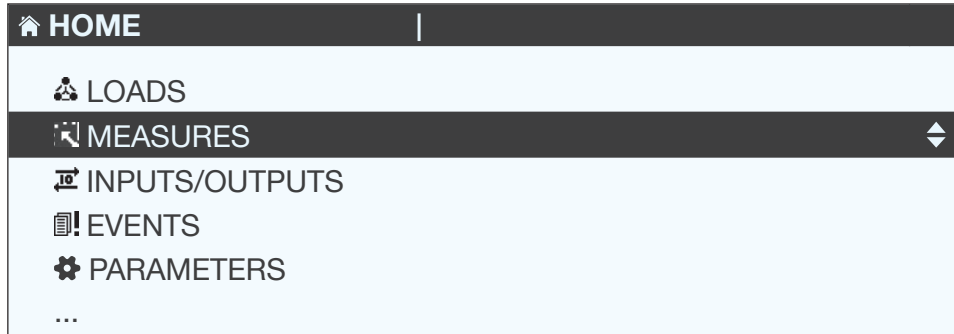 HOME |
LOADS
MEASURES
INPUTS/OUTPUTS
EVENTS
PARAMETERS
...